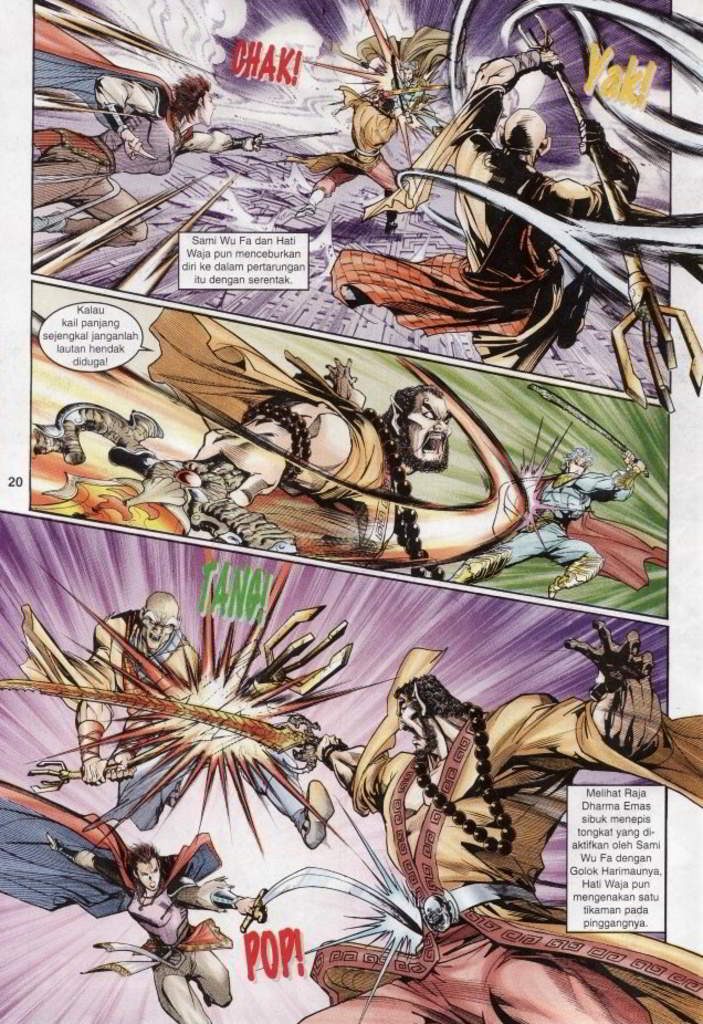 CHAK!
Yak!
Sami Wu Fa dan Hati
Waja pun menceburkan
diri ke dalam pertarungan
itu dengan serentak.
Kalau
kail panjang
sejengkal janganlah
lautan hendak
diduga!
20
TANG!
Melihat Raja
Dharma Emas
sibuk menepis
tongkat yang di-
aktifkan oleh Sami
Wu Fa dengan
Golok Harimaunya,
Hati Waja pun
mengenakan satu
tikaman pada
pinggangnya.
POP!